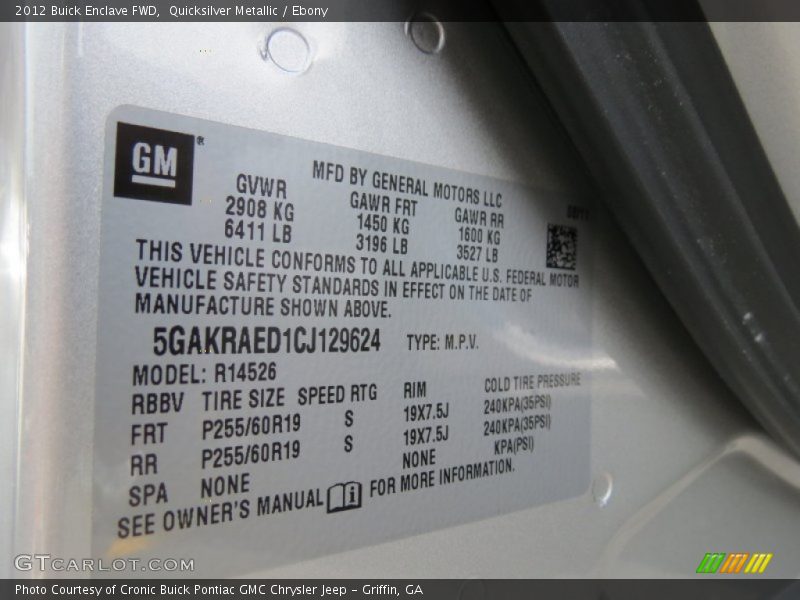 2012 Buick Enclave FWD, Quicksilver Metallic / Ebony
GM®
MFD BY GENERAL MOTORS LLC
GVWR GAWR FRT GAWR RR
2908 KG 1450 KG 1600 KG
6411 LB 3196 LB 3527 LB
THIS VEHICLE CONFORMS TO ALL APPLICABLE U.S. FEDERAL MOTOR
VEHICLE SAFETY STANDARDS IN EFFECT ON THE DATE OF
MANUFACTURE SHOWN ABOVE.
5GAKRAED1CJ129624 TYPE: M.P.V.
MODEL: R14526
RBBV TIRE SIZE SPEED RTG RIM COLD TIRE PRESSURE
FRT P255/60R19 S 19X7.5J 240KPA(35PSI)
RR P255/60R19 S 19X7.5J 240KPA(35PSI)
SPA NONE NONE KPA(PSI)
SEE OWNER'S MANUAL FOR MORE INFORMATION.
GTCARLOT.COM
Photo Courtesy of Cronic Buick Pontiac GMC Chrysler Jeep - Griffin, GA